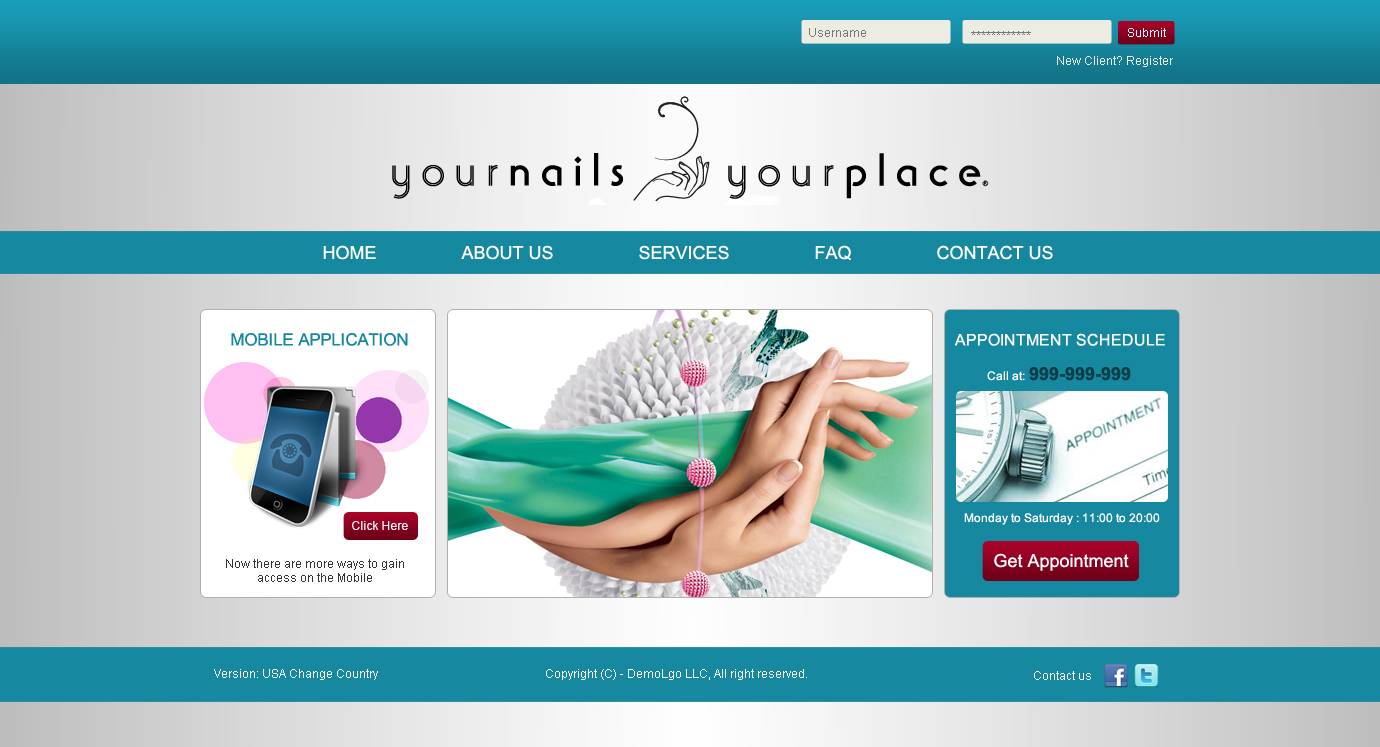 Username ************ Submit
New Client? Register
yournails yourplace.®
HOME ABOUT US SERVICES FAQ CONTACT US
MOBILE APPLICATION
Click Here
Now there are more ways to gain
access on the Mobile
APPOINTMENT SCHEDULE
Call at: 999-999-999
APPOINTMENT
Time
Monday to Saturday : 11:00 to 20:00
Get Appointment
Version: USA Change Country
Copyright (C) - DemoLgo LLC, All right reserved.
Contact us f t